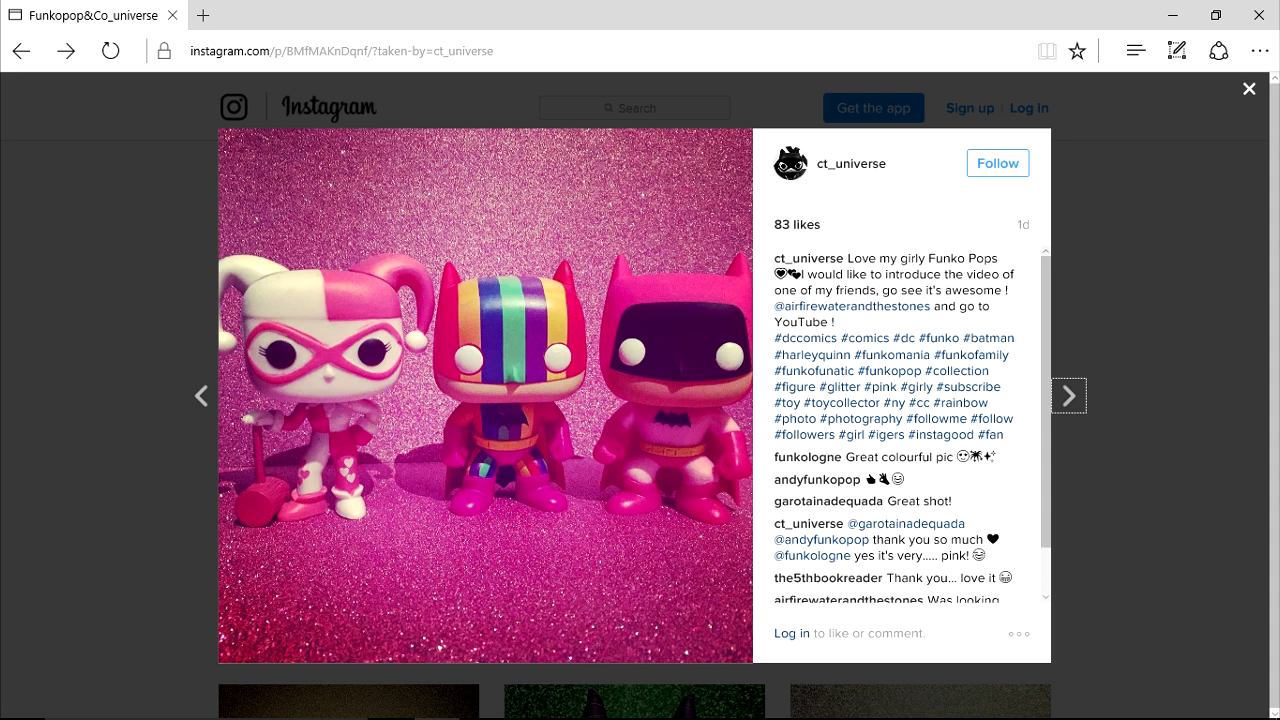 Funkopop&Co_universe
instagram.com/p/BMfMAKnDqnf/?taken-by=ct_universe
Instagram
Search
Get the app
Sign up
Log in
ct_universe
Follow
83 likes
1d
ct_universe Love my girly Funko Pops
I would like to introduce the video of
one of my friends, go see it's awesome !
@airfirewaterandthestones and go to
YouTube !
#dccomics #comics #dc #funko #batman
#harleyquinn #funkomania #funkofamily
#funkofunatic #funkopop #collection
#figure #glitter #pink #girly #subscribe
#toy #toycollector #ny #cc #rainbow
#photo #photography #followme #follow
#followers #girl #igers #instagood #fan
funkologne Great colourful pic
andyfunkopop
garotainadequada Great shot!
ct_universe @garotainadequada
@andyfunkopop thank you so much
@funkologne yes it's very..... pink!
the5thbookreader Thank you... love it
airfirewaterandthestones Was looking
Log in to like or comment.